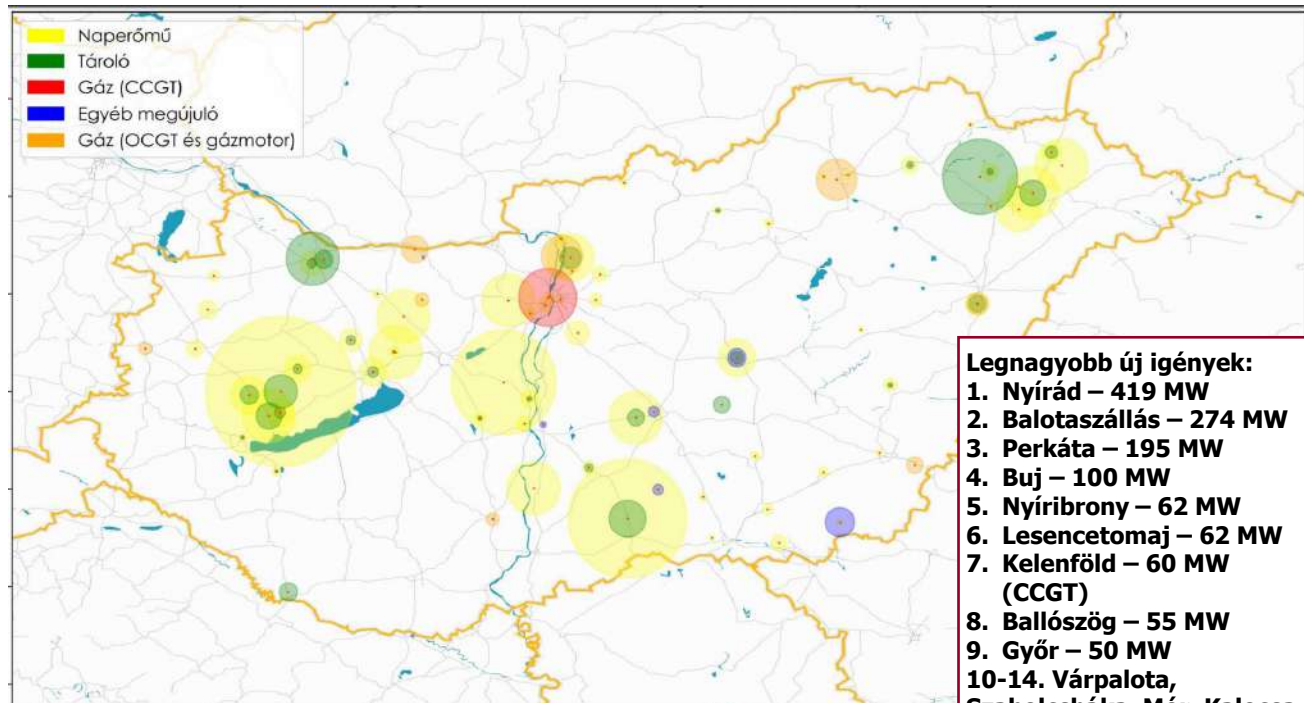 Naperőmű
Tároló
Gáz (CCGT)
Egyéb megújuló
Gáz (OCGT és gázmotor)
Legnagyobb új igények:
1. Nyírád – 419 MW
2. Balotaszállás – 274 MW
3. Perkáta – 195 MW
4. Buj – 100 MW
5. Nyíribrony – 62 MW
6. Lesencetomaj – 62 MW
7. Kelenföld – 60 MW
(CCGT)
8. Ballószög – 55 MW
9. Győr – 50 MW
10-14. Várpalota,